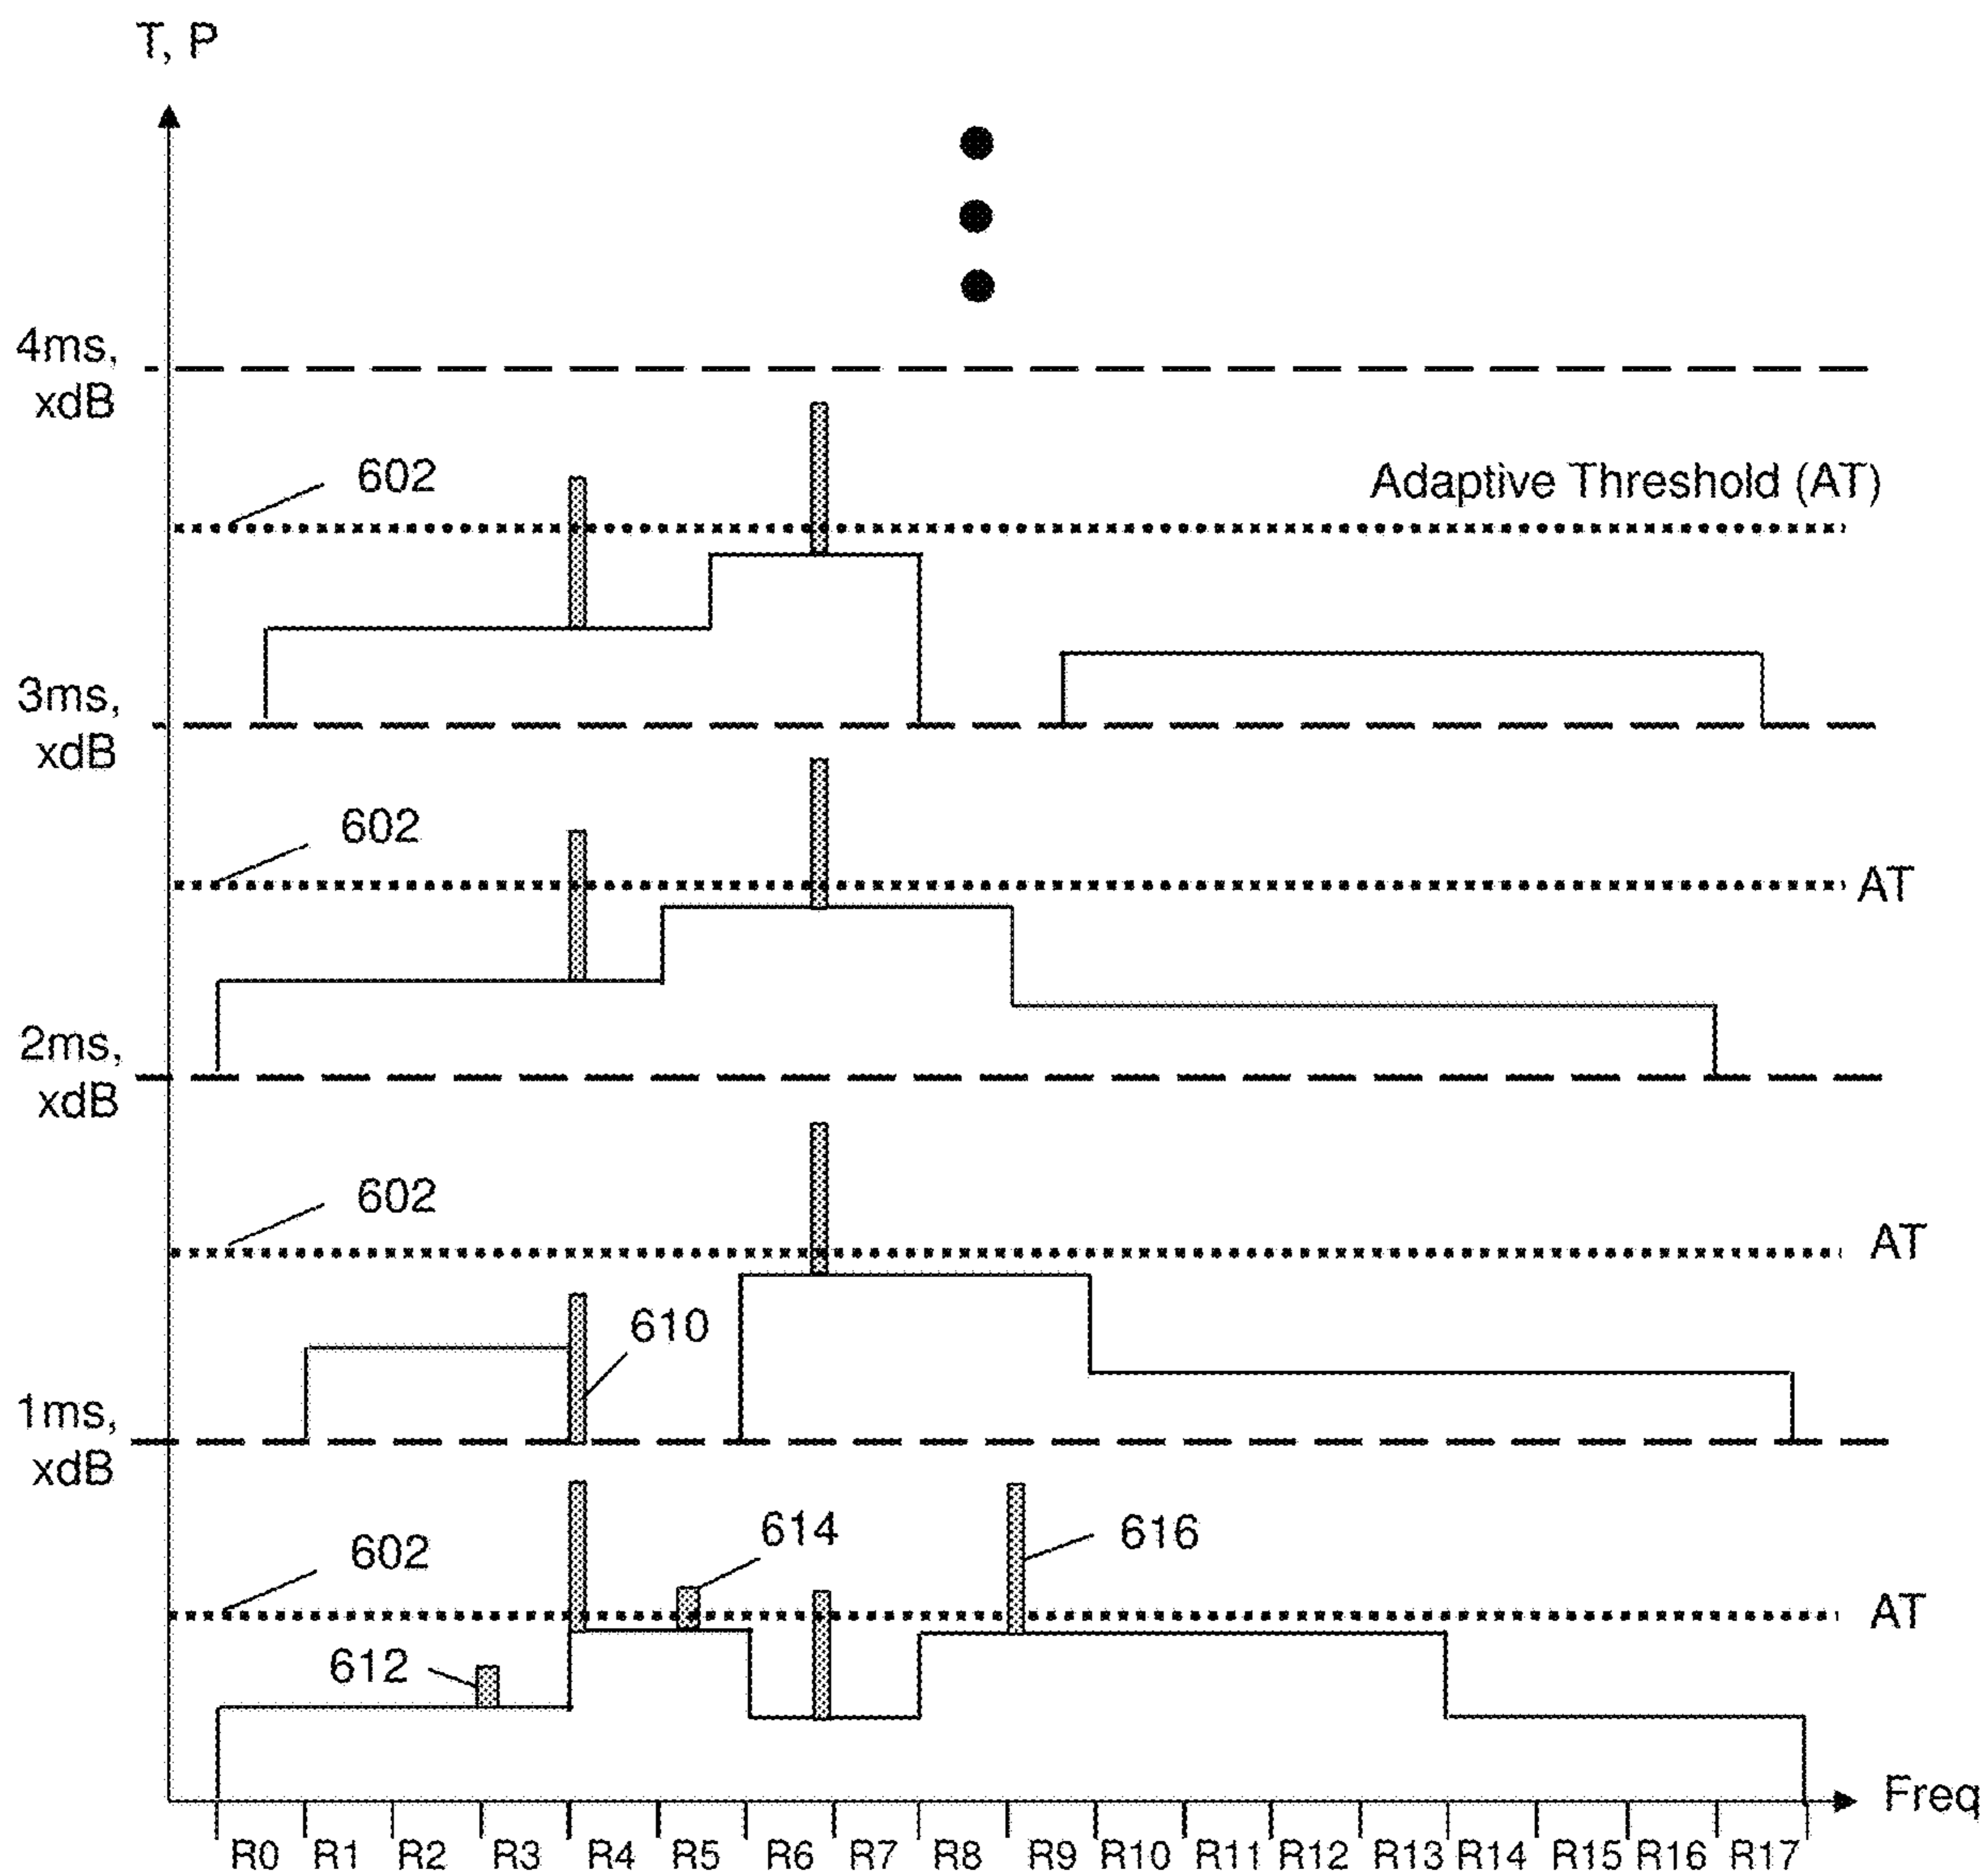 T, P
4ms,
xdB
602
Adaptive Threshold (AT)
3ms,
xdB
602
AT
2ms,
xdB
602
AT
610
1ms,
xdB
602
614
616
AT
612
Freq
R0 R1 R2 R3 R4 R5 R6 R7 R8 R9 R10 R11 R12 R13 R14 R15 R16 R17